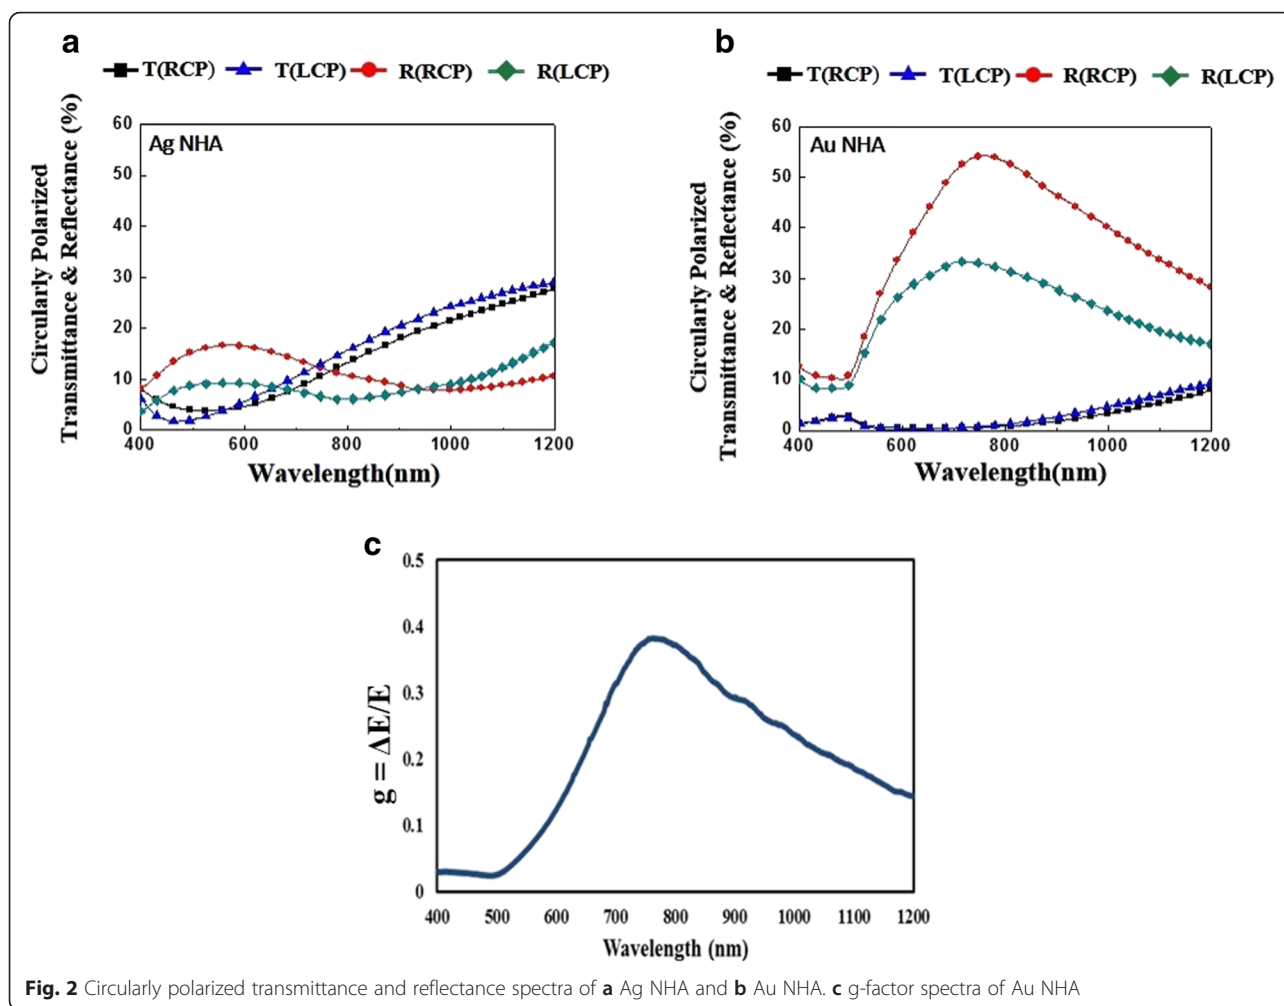 a
T(RCP) T(LCP) R(RCP) R(LCP)
Circularly Polarized
Transmittance & Reflectance (%)
60
50
40
30
20
10
0
Ag NHA
400 600 800 1000 1200
Wavelength(nm)
b
T(RCP) T(LCP) R(RCP) R(LCP)
Circularly Polarized
Transmittance & Reflectance (%)
60
50
40
30
20
10
0
Au NHA
400 600 800 1000 1200
Wavelength(nm)
c
g = ΔE/E
0.5
0.4
0.3
0.2
0.1
0
400 500 600 700 800 900 1000 1100 1200
Wavelength (nm)
Fig. 2 Circularly polarized transmittance and reflectance spectra of a Ag NHA and b Au NHA. c g-factor spectra of Au NHA